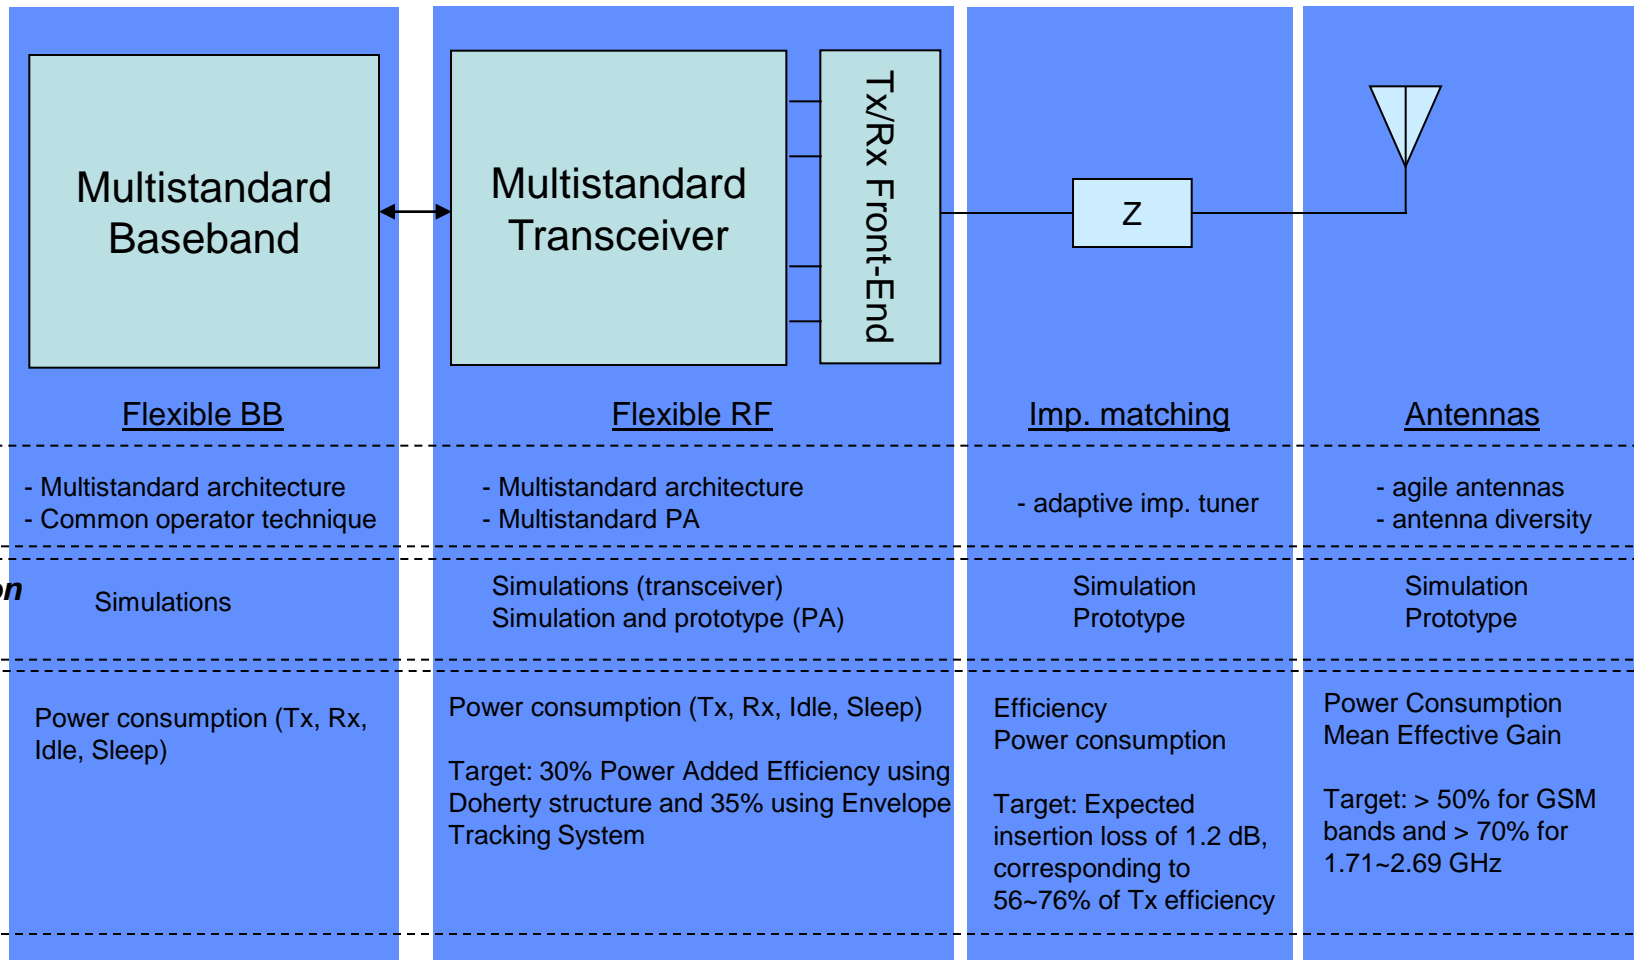 Multistandard
Baseband
Multistandard
Transceiver
Tx/Rx Front-End
Z
Flexible BB
Flexible RF
Imp. matching
Antennas
- Multistandard architecture
- Common operator technique
- Multistandard architecture
- Multistandard PA
- adaptive imp. tuner
- agile antennas
- antenna diversity
on
Simulations
Simulations (transceiver)
Simulation and prototype (PA)
Simulation
Prototype
Simulation
Prototype
Power consumption (Tx, Rx,
Idle, Sleep)
Power consumption (Tx, Rx, Idle, Sleep)
Target: 30% Power Added Efficiency using
Doherty structure and 35% using Envelope
Tracking System
Efficiency
Power consumption
Target: Expected
insertion loss of 1.2 dB,
corresponding to
56~76% of Tx efficiency
Power Consumption
Mean Effective Gain
Target: > 50% for GSM
bands and > 70% for
1.71~2.69 GHz